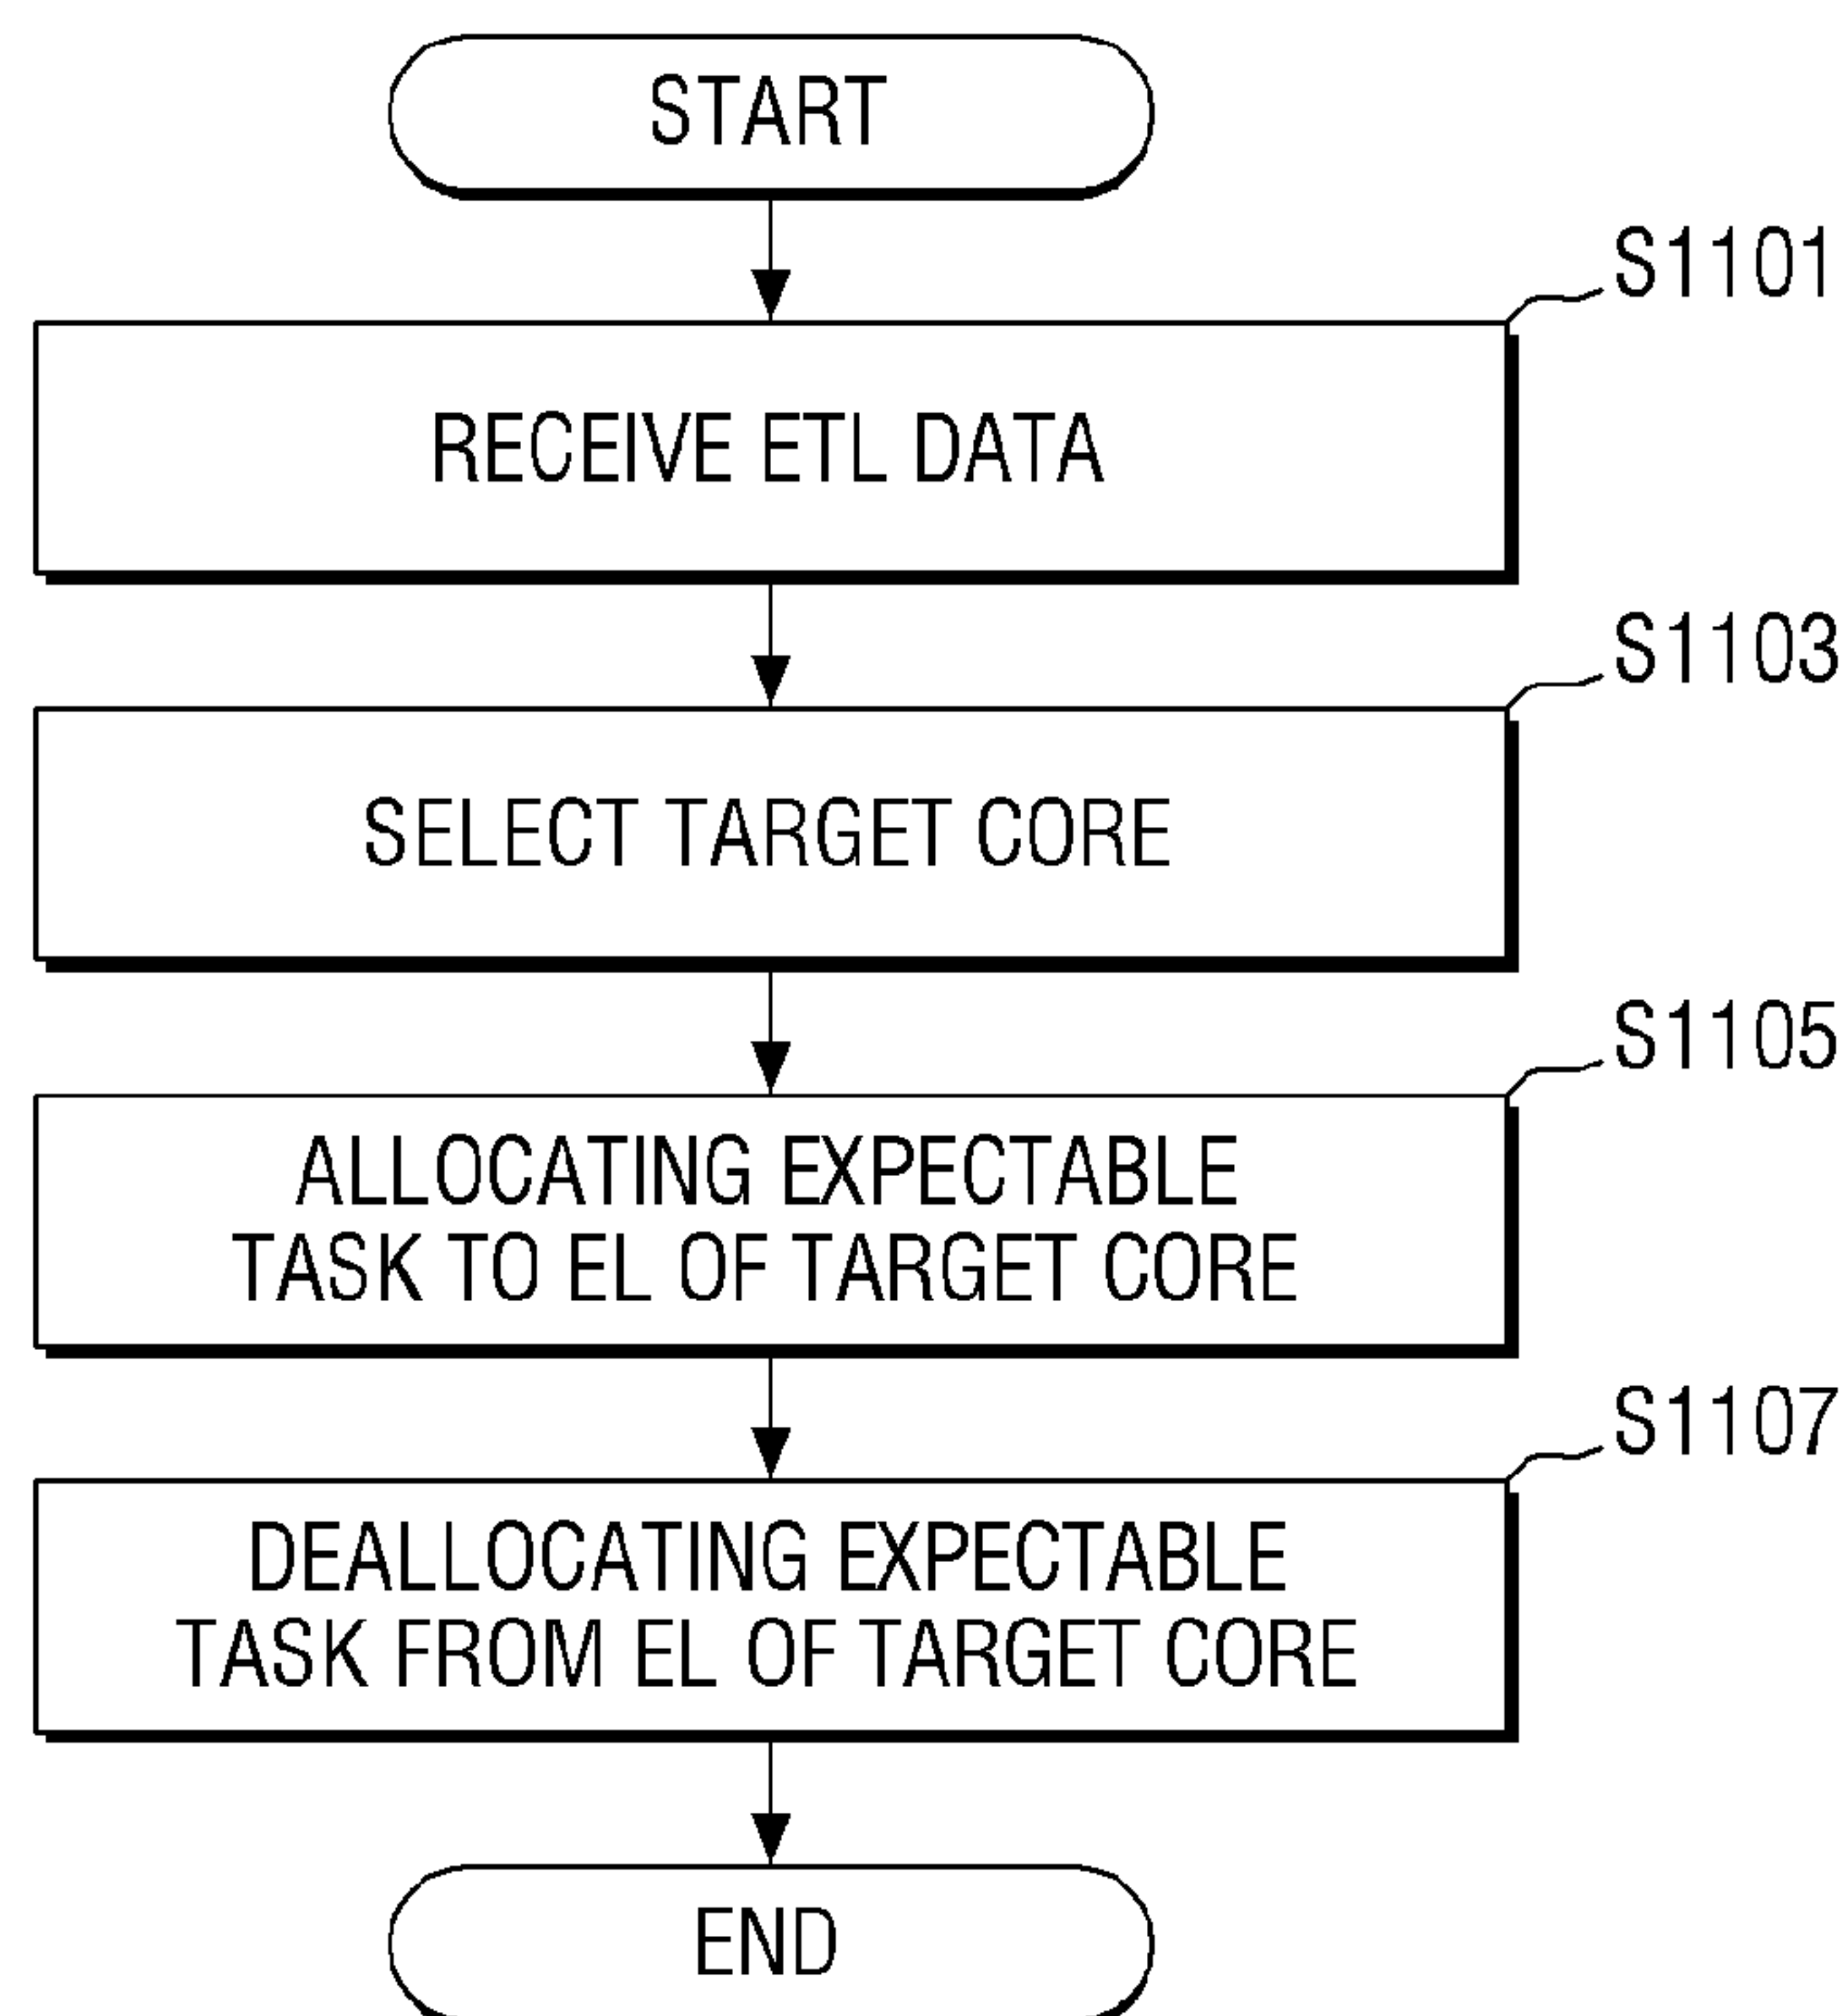 START
S1101
RECEIVE ETL DATA
S1103
SELECT TARGET CORE
S1105
ALLOCATING EXPECTABLE
TASK TO EL OF TARGET CORE
S1107
DEALLOCATING EXPECTABLE
TASK FROM EL OF TARGET CORE
END